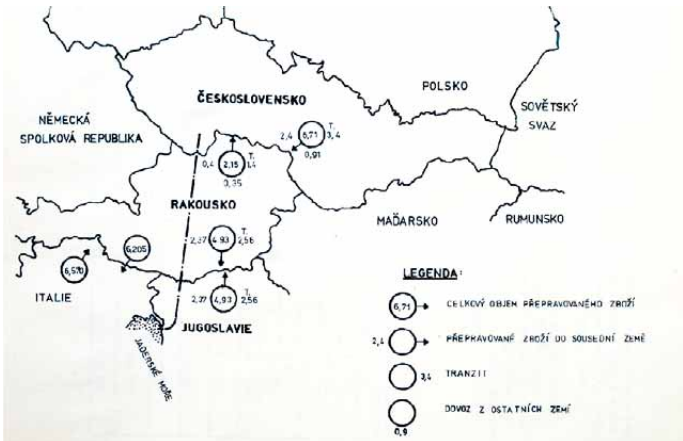 POLSKO
ČESKOSLOVENSKO
SOVĚTSKÝ
SVAZ
NĚMECKÁ
SPOLKOVÁ REPUBLIKA
2,4 6,71 T. 3,4
0,91
0,4 2,15 T. 1,4
0,35
RAKOUSKO
MAĎARSKO
RUMUNSKO
2,37 4,93 T. 2,56
6,205
6,570
ITALIE
2,37 4,93 T. 2,56
JUGOSLAVIE
JADERSKÉ MOŘE
LEGENDA:
6,71 CELKOVÝ OBJEM PŘEPRAVOVANÉHO ZBOŽÍ
2,4 PŘEPRAVOVANÉ ZBOŽÍ DO SOUSEDNÍ ZEMĚ
3,4 TRANZIT
DOVOZ Z OSTATNÍCH ZEMÍ
0,9